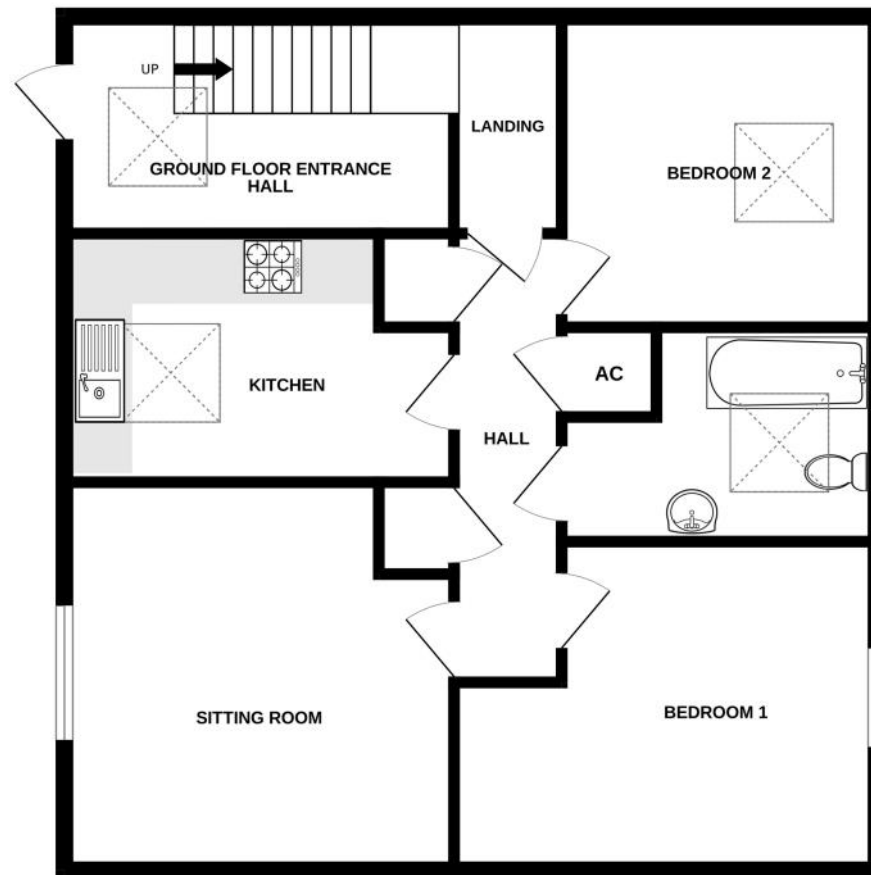 UP
LANDING
GROUND FLOOR ENTRANCE
HALL
BEDROOM 2
KITCHEN
AC
HALL
SITTING ROOM
BEDROOM 1